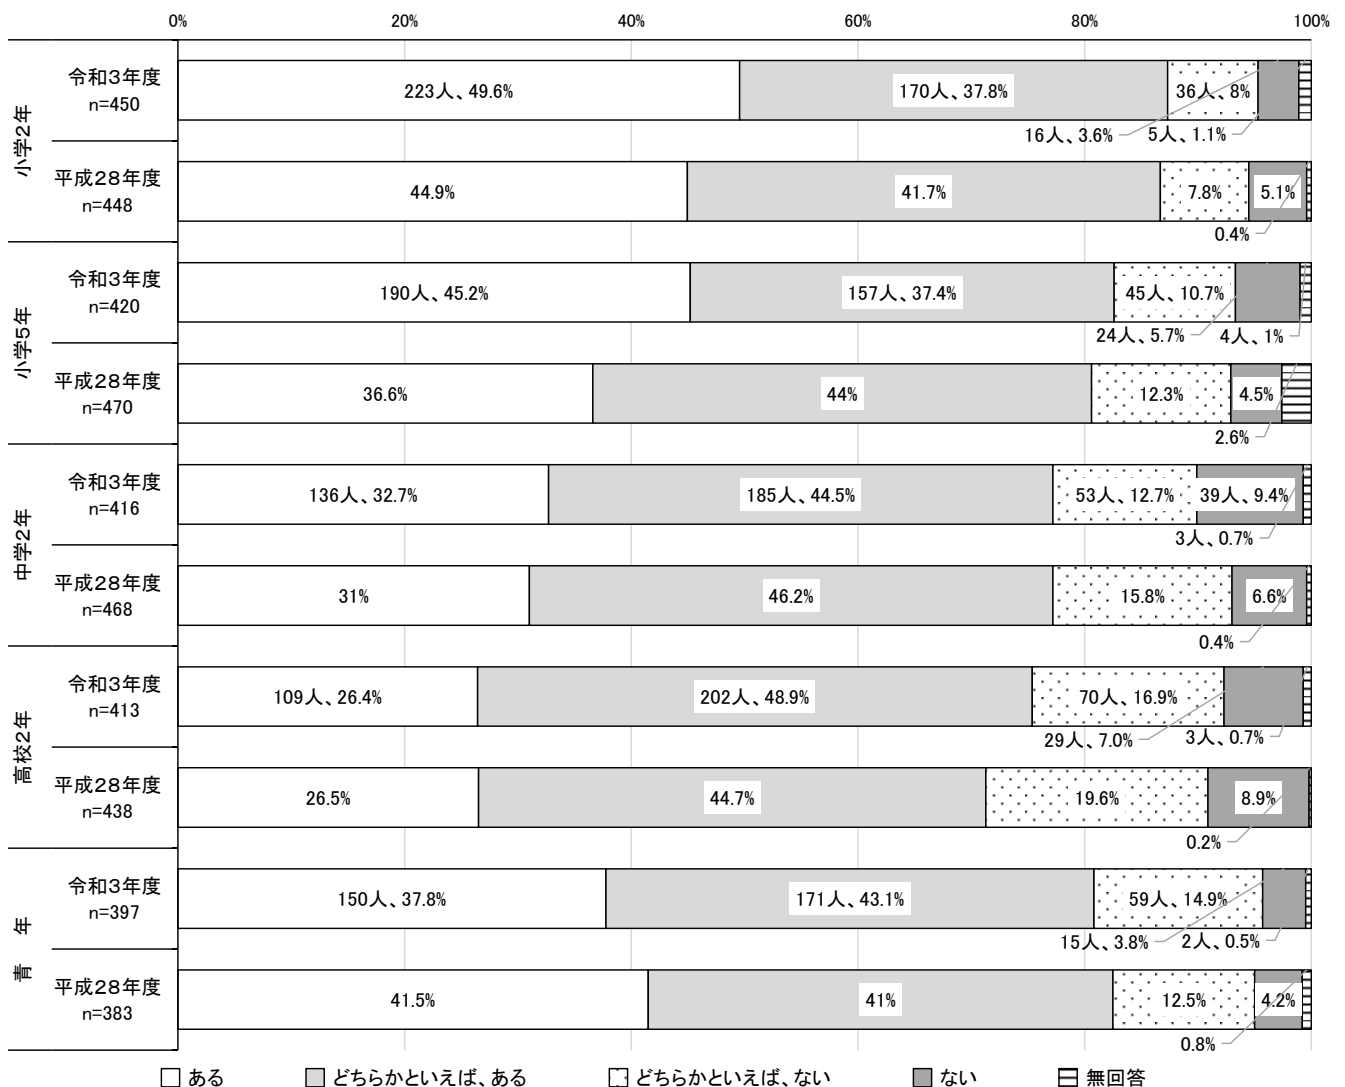 0% 20% 40% 60% 80% 100%
小学2年
令和3年度
n=450
223人、49.6% 170人、37.8% 36人、8%
16人、3.6% 5人、1.1%
平成28年度
n=448
44.9% 41.7% 7.8% 5.1%
0.4%
小学5年
令和3年度
n=420
190人、45.2% 157人、37.4% 45人、10.7%
24人、5.7% 4人、1%
平成28年度
n=470
36.6% 44% 12.3% 4.5%
2.6%
中学2年
令和3年度
n=416
136人、32.7% 185人、44.5% 53人、12.7% 39人、9.4%
3人、0.7%
平成28年度
n=468
31% 46.2% 15.8% 6.6%
0.4%
高校2年
令和3年度
n=413
109人、26.4% 202人、48.9% 70人、16.9%
29人、7.0% 3人、0.7%
平成28年度
n=438
26.5% 44.7% 19.6% 8.9%
0.2%
青 年
令和3年度
n=397
150人、37.8% 171人、43.1% 59人、14.9%
15人、3.8% 2人、0.5%
平成28年度
n=383
41.5% 41% 12.5% 4.2%
0.8%
ある どちらかといえば、ある どちらかといえば、ない ない 無回答